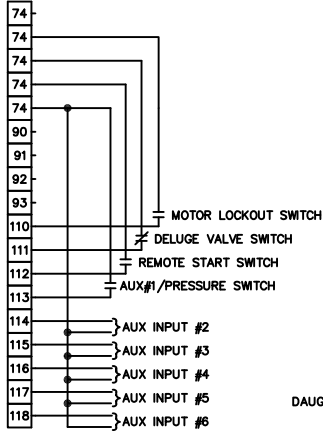 74
74
74
74
74
90
91
92
93
110
MOTOR LOCKOUT SWITCH
111
DELUGE VALVE SWITCH
112
REMOTE START SWITCH
113
AUX#1/PRESSURE SWITCH
114
AUX INPUT #2
115
AUX INPUT #3
116
AUX INPUT #4
117
AUX INPUT #5
DAUG
118
AUX INPUT #6